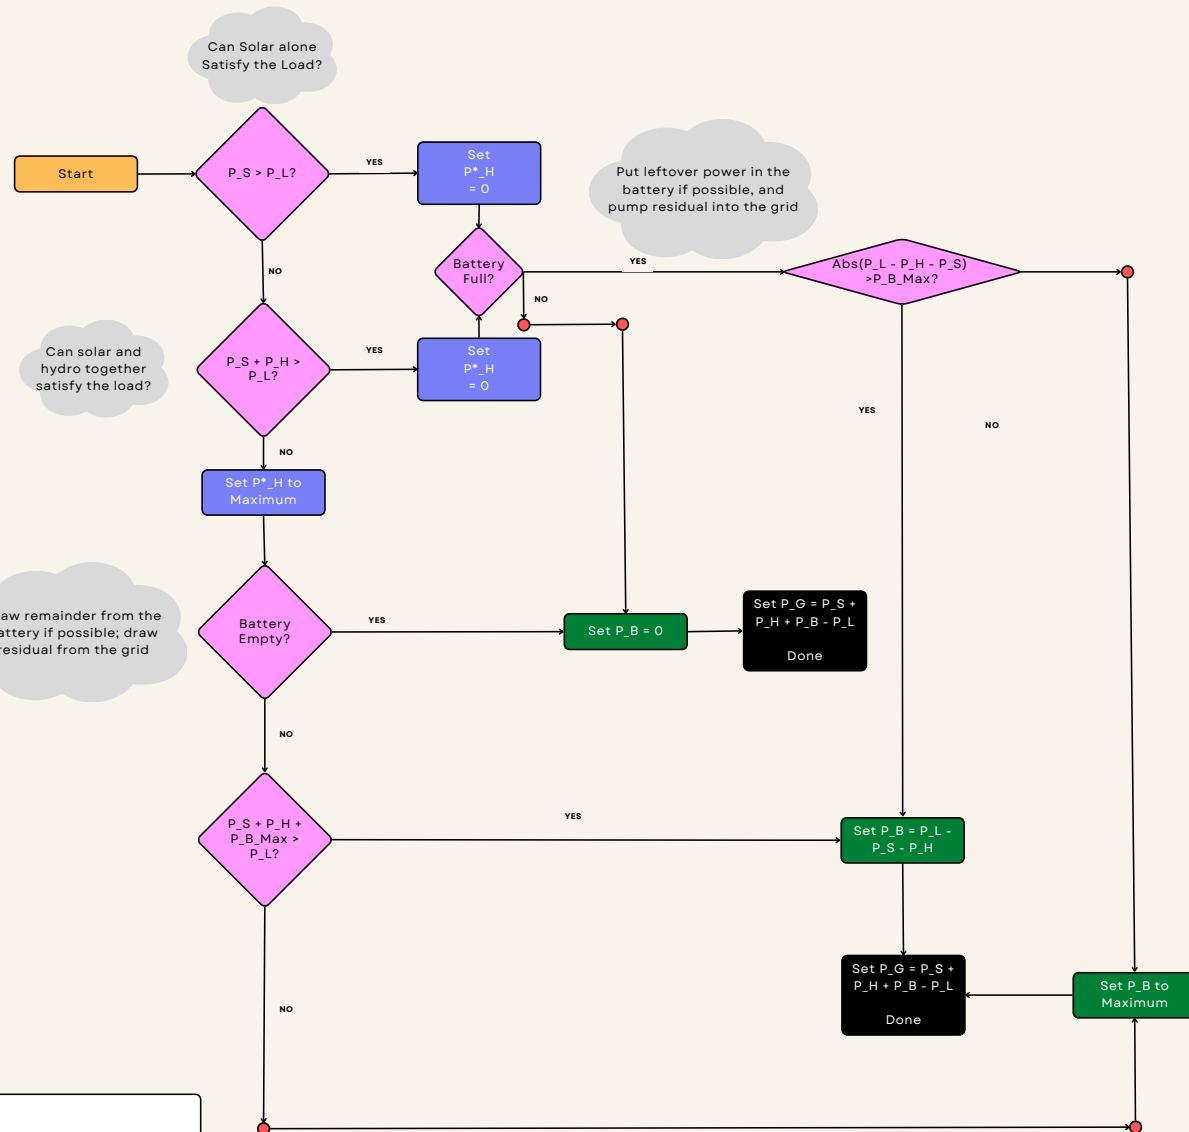 Can Solar alone
Satisfy the Load?
Start
P_S > P_L?
YES
Set
P*_H
= 0
Put leftover power in the
battery if possible, and
pump residual into the grid
NO
Battery
Full?
YES
Abs(P_L - P_H - P_S)
>P_B_Max?
NO
Can solar and
hydro together
satisfy the load?
P_S + P_H >
P_L?
YES
Set
P*_H
= 0
YES
NO
NO
Set P*_H to
Maximum
aw remainder from the
attery if possible; draw
residual from the grid
Battery
Empty?
YES
Set P_B = 0
Set P_G = P_S +
P_H + P_B - P_L
Done
NO
P_S + P_H +
P_B_Max >
P_L?
YES
Set P_B = P_L -
P_S - P_H
NO
Set P_G = P_S +
P_H + P_B - P_L
Done
Set P_B to
Maximum